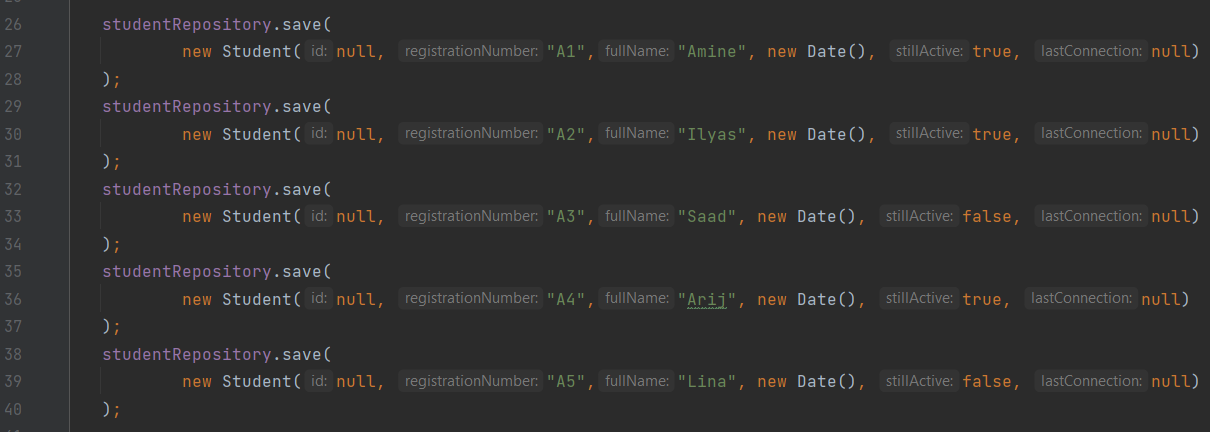 26 studentRepository.save(
27 new Student( id: null, registrationNumber: "A1", fullName: "Amine", new Date(), stillActive: true, lastConnection: null)
28 );
29 studentRepository.save(
30 new Student( id: null, registrationNumber: "A2", fullName: "Ilyas", new Date(), stillActive: true, lastConnection: null)
31 );
32 studentRepository.save(
33 new Student( id: null, registrationNumber: "A3", fullName: "Saad", new Date(), stillActive: false, lastConnection: null)
34 );
35 studentRepository.save(
36 new Student( id: null, registrationNumber: "A4", fullName: "Arij", new Date(), stillActive: true, lastConnection: null)
37 );
38 studentRepository.save(
39 new Student( id: null, registrationNumber: "A5", fullName: "Lina", new Date(), stillActive: false, lastConnection: null)
40 );